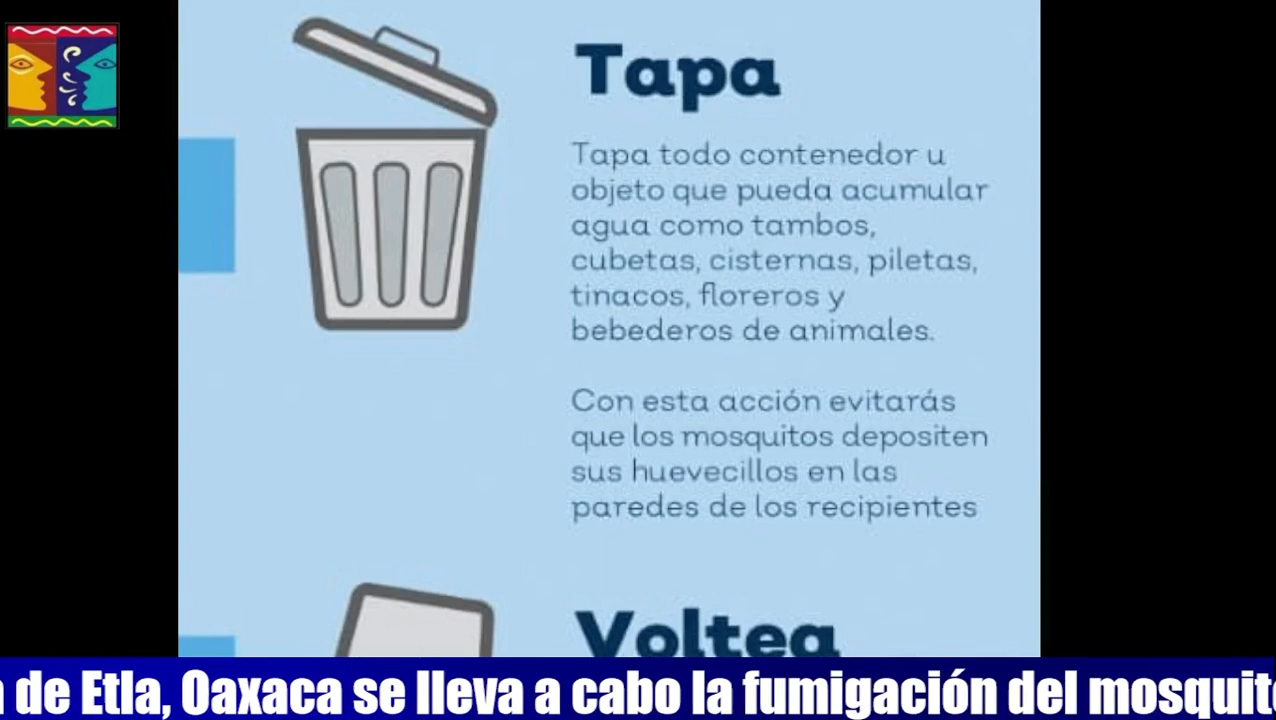 Tapa
Tapa todo contenedor u
objeto que pueda acumular
agua como tambos,
cubetas, cisternas, piletas,
tinacos, floreros y
bebederos de animales.
Con esta acción evitarás
que los mosquitos depositen
sus huevecillos en las
paredes de los recipientes
Voltea
de Etla, Oaxaca se lleva a cabo la fumigación del